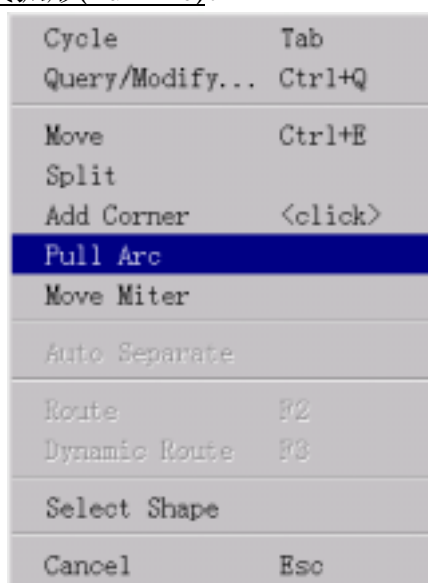 Cycle Tab
Query/Modify... Ctrl+Q
Move Ctrl+E
Split
Add Corner <click>
Pull Arc
Move Miter
Auto Separate
Route F2
Dynamic Route F3
Select Shape
Cancel Esc